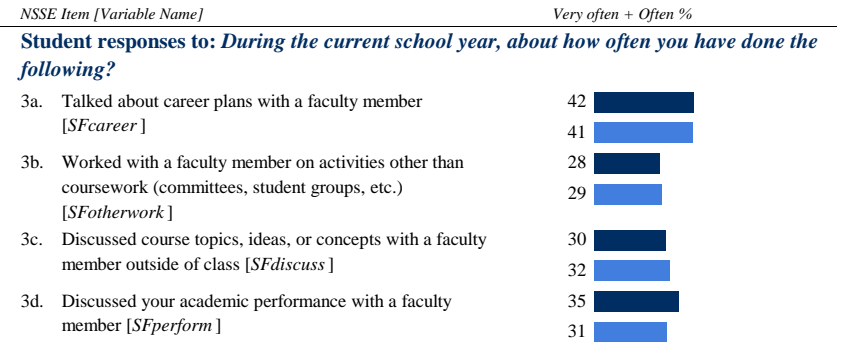 NSSE Item [Variable Name] Very often + Often %
Student responses to: During the current school year, about how often you have done the
following?
3a. Talked about career plans with a faculty member 42
[SFcareer ] 41
3b. Worked with a faculty member on activities other than 28
coursework (committees, student groups, etc.) 29
[SFotherwork ]
3c. Discussed course topics, ideas, or concepts with a faculty 30
member outside of class [SFdiscuss ] 32
3d. Discussed your academic performance with a faculty 35
member [SFperform ] 31